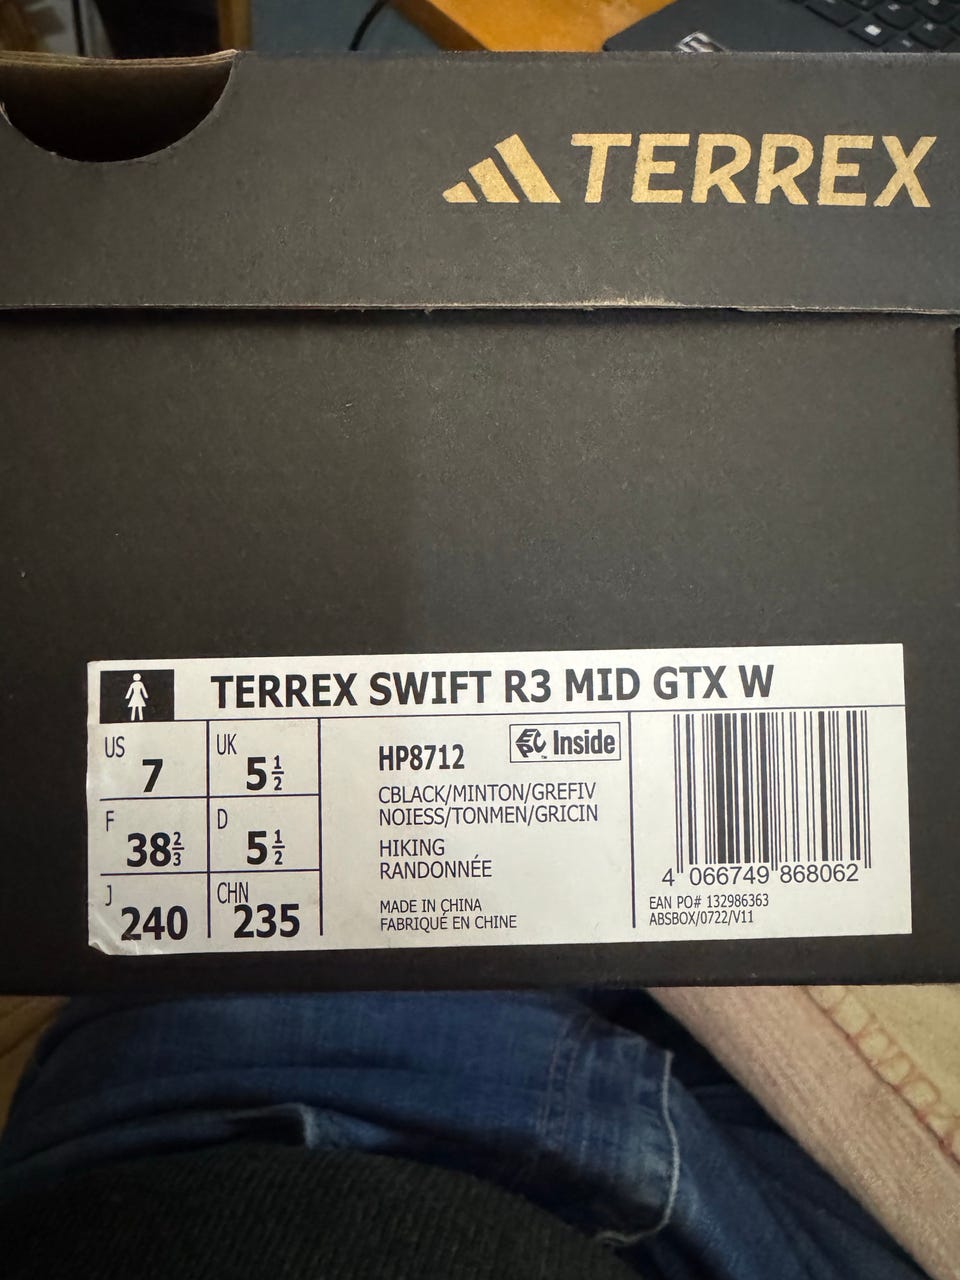 TERREX
TERREX SWIFT R3 MID GTX W
US
7
UK
5 1/2
F
38 2/3
D
5 1/2
J
240
CHN
235
HP8712
Inside
CBLACK/MINTON/GREFIV
NOIESS/TONMEN/GRICIN
HIKING
RANDONNÉE
MADE IN CHINA
FABRIQUÉ EN CHINE
4 066749 868062
EAN PO# 132986363
ABSBOX/0722/V11